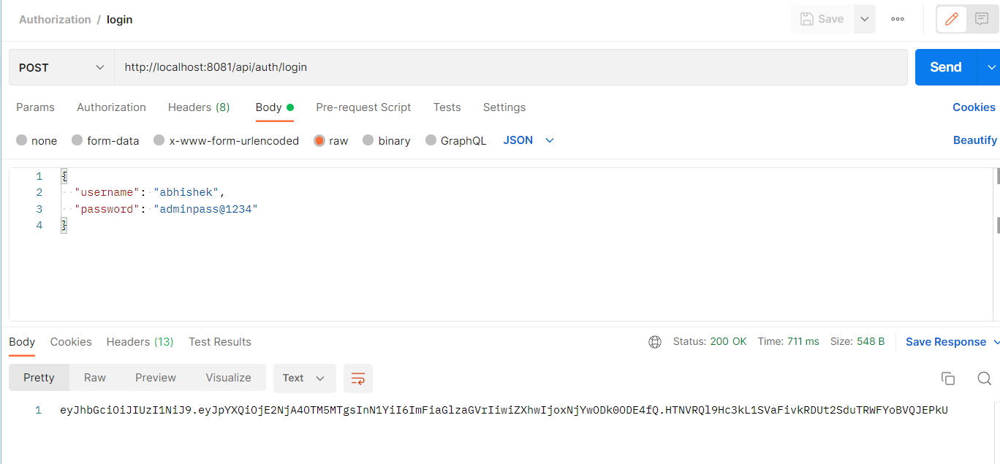 Authorization / login
Save
POST
http://localhost:8081/api/auth/login
Send
Params Authorization Headers (8) Body Pre-request Script Tests Settings Cookies
none form-data x-www-form-urlencoded raw binary GraphQL JSON Beautify
1 {
2 "username": "abhishek",
3 "password": "adminpass@1234"
4 }
Body Cookies Headers (13) Test Results Status: 200 OK Time: 711 ms Size: 548 B Save Response
Pretty Raw Preview Visualize Text
1 eyJhbGciOiJIUzI1NiJ9.eyJpYXQiOjE2NjA4OTM5MTgsInN1YiI6ImFiaGlzaGVrIiwiZXhwIjoxNjYwODk0ODE4fQ.HTNVRQl9Hc3kL1SVaFivkRDUt2SduTRWFYoBVQJEPkU